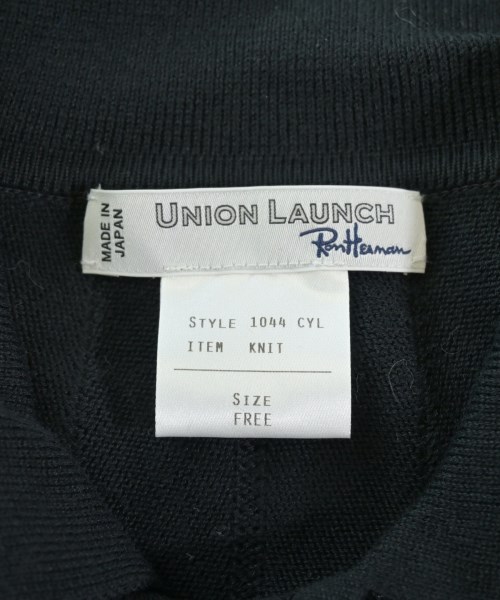 MADE IN
JAPAN
UNION LAUNCH
Ron Herman
STYLE 1044 CYL
ITEM KNIT
SIZE
FREE